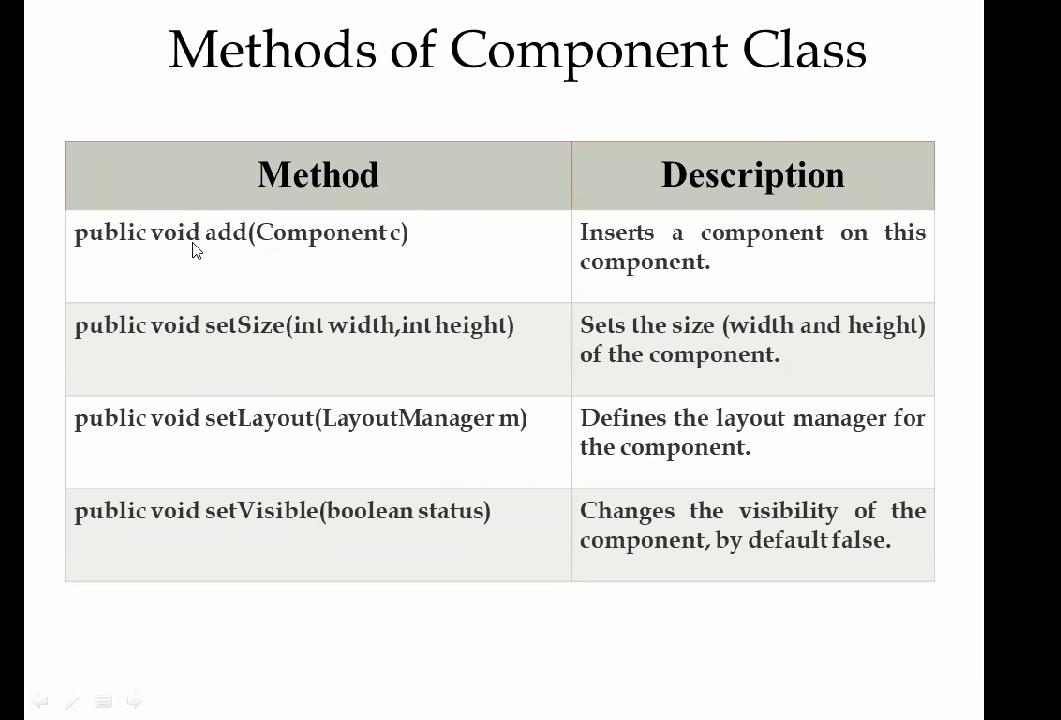 Methods of Component Class
Method
Description
public void add(Component c)
Inserts a component on this
component.
public void setSize(int width,int height)
Sets the size (width and height)
of the component.
public void setLayout(LayoutManager m)
Defines the layout manager for
the component.
public void setVisible(boolean status)
Changes the visibility of the
component, by default false.